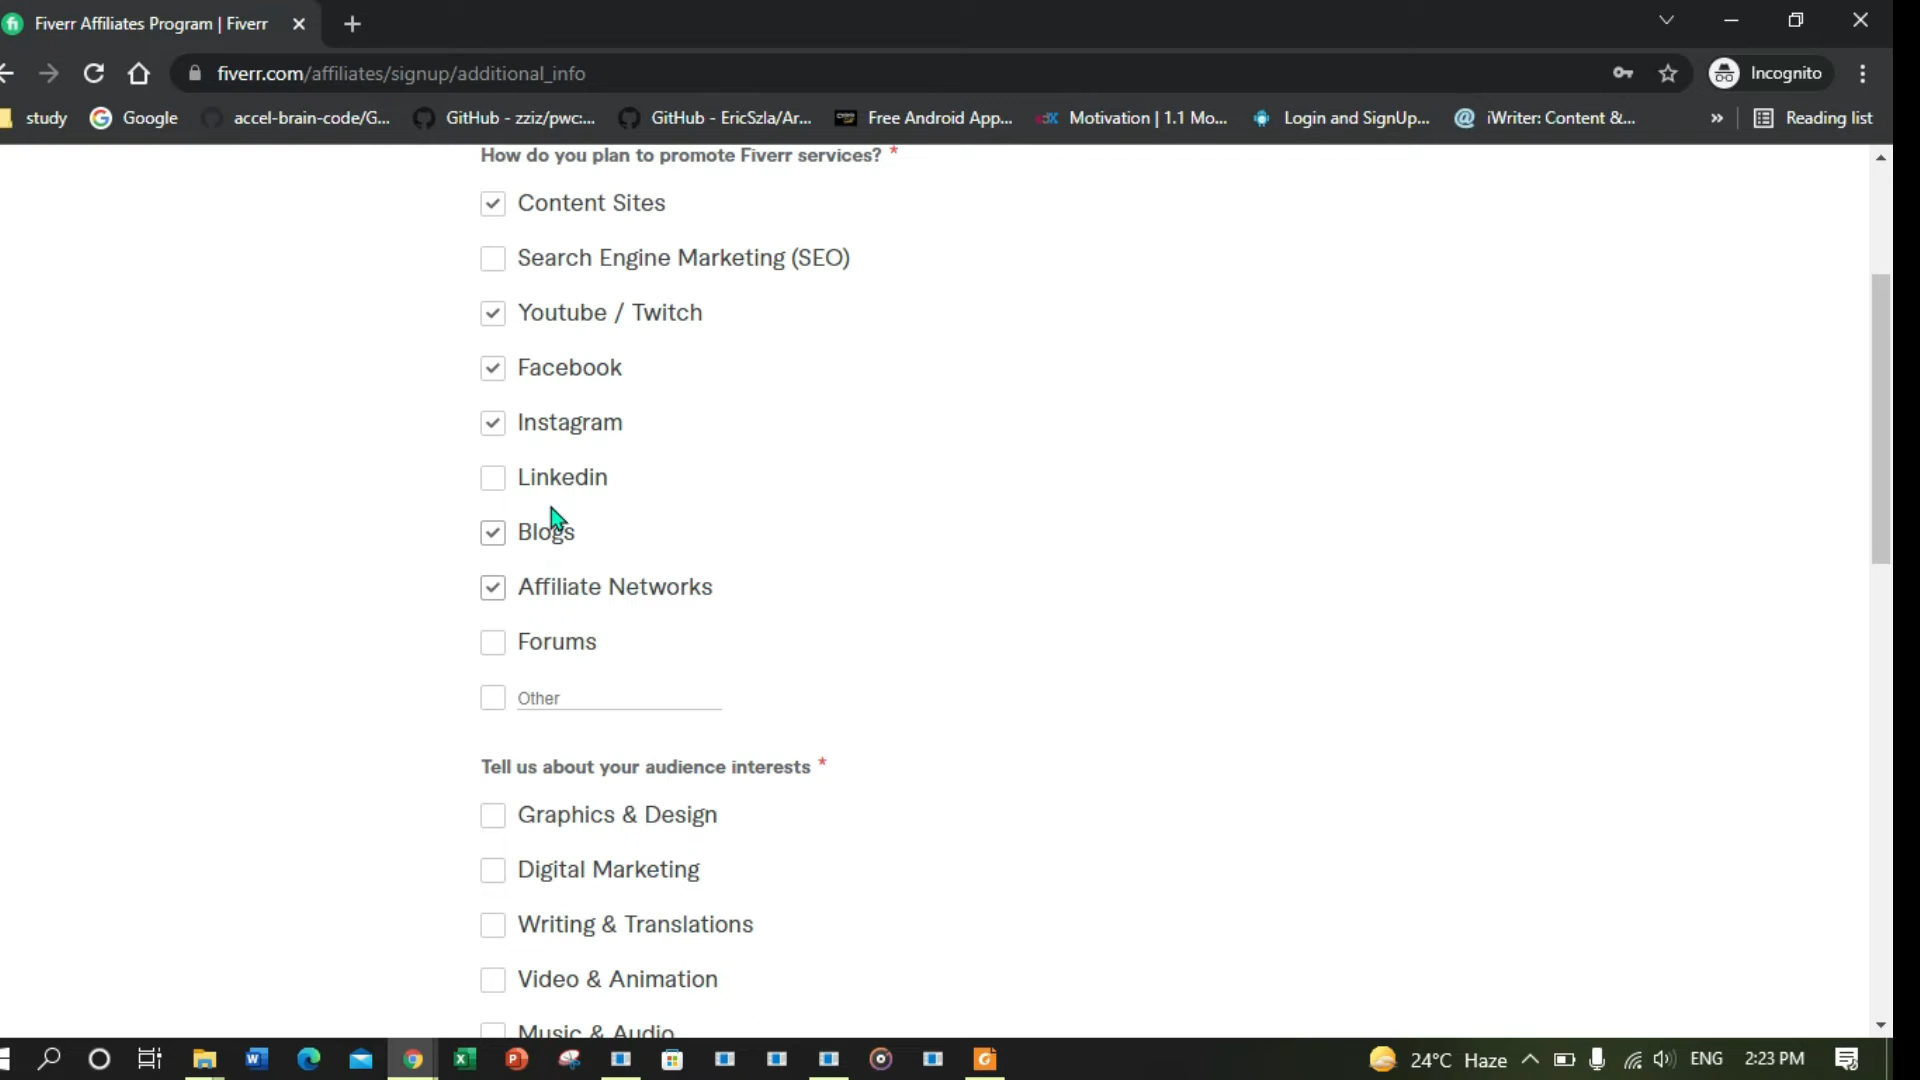 Fiverr Affiliates Program | Fiverr
fiverr.com/affiliates/signup/additional_info
Incognito
study
Google
accel-brain-code/G...
GitHub - zziz/pwc:...
GitHub - EricSzla/Ar...
Free Android App...
Motivation | 1.1 Mo...
Login and SignUp...
iWriter: Content &...
»
Reading list
How do you plan to promote Fiverr services? *
Content Sites
Search Engine Marketing (SEO)
Youtube / Twitch
Facebook
Instagram
Linkedin
Blogs
Affiliate Networks
Forums
Other
Tell us about your audience interests *
Graphics & Design
Digital Marketing
Writing & Translations
Video & Animation
Music & Audio
24°C Haze
ENG
2:23 PM